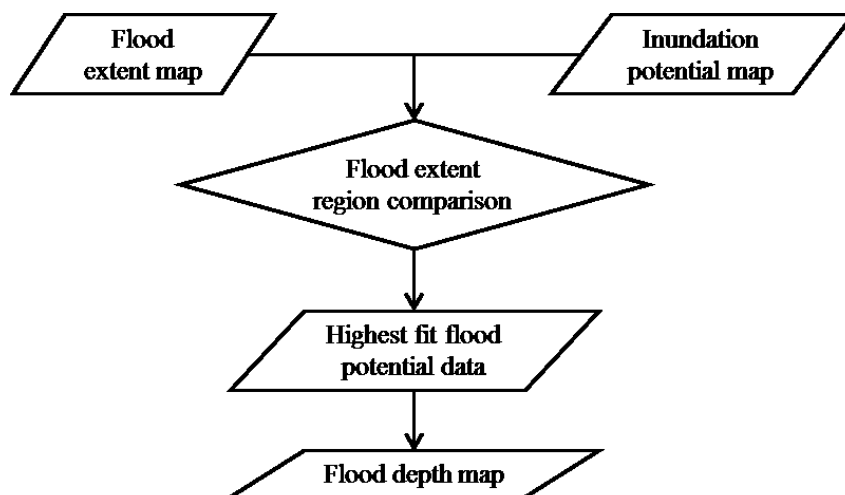 Flood
extent map
Inundation
potential map
Flood extent
region comparison
Highest fit flood
potential data
Flood depth map